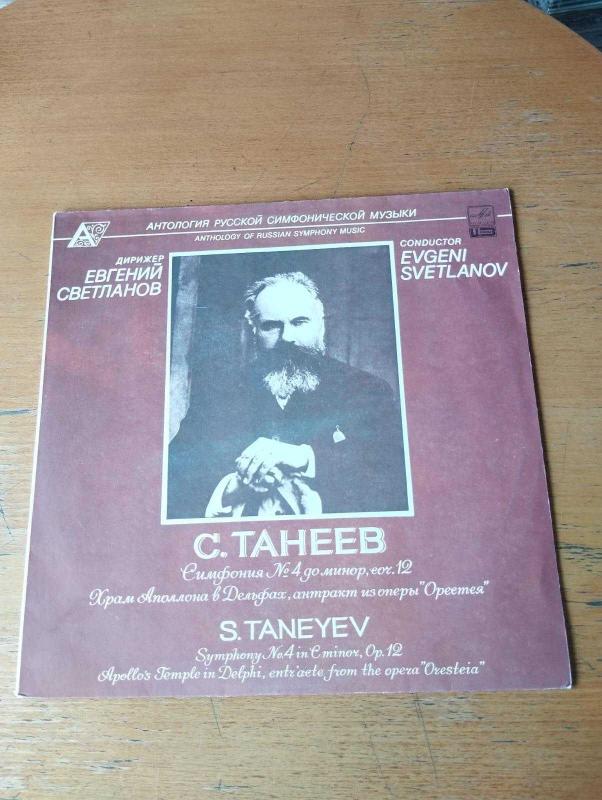 АНТОЛОГИЯ РУССКОЙ СИМФОНИЧЕСКОЙ МУЗЫКИ
ANTHOLOGY OF RUSSIAN SYMPHONY MUSIC
ДИРИЖЕР
ЕВГЕНИЙ
СВЕТЛАНОВ
CONDUCTOR
EVGENI
SVETLANOV
С. ТАНЕЕВ
Симфония № 4 до минор, соч. 12
Храм Аполлона в Дельфах, антракт из оперы "Орестея"
S. TANEYEV
Symphony No. 4 in C minor, Op. 12
Apollo's Temple in Delphi, entr'acte from the opera "Oresteia"